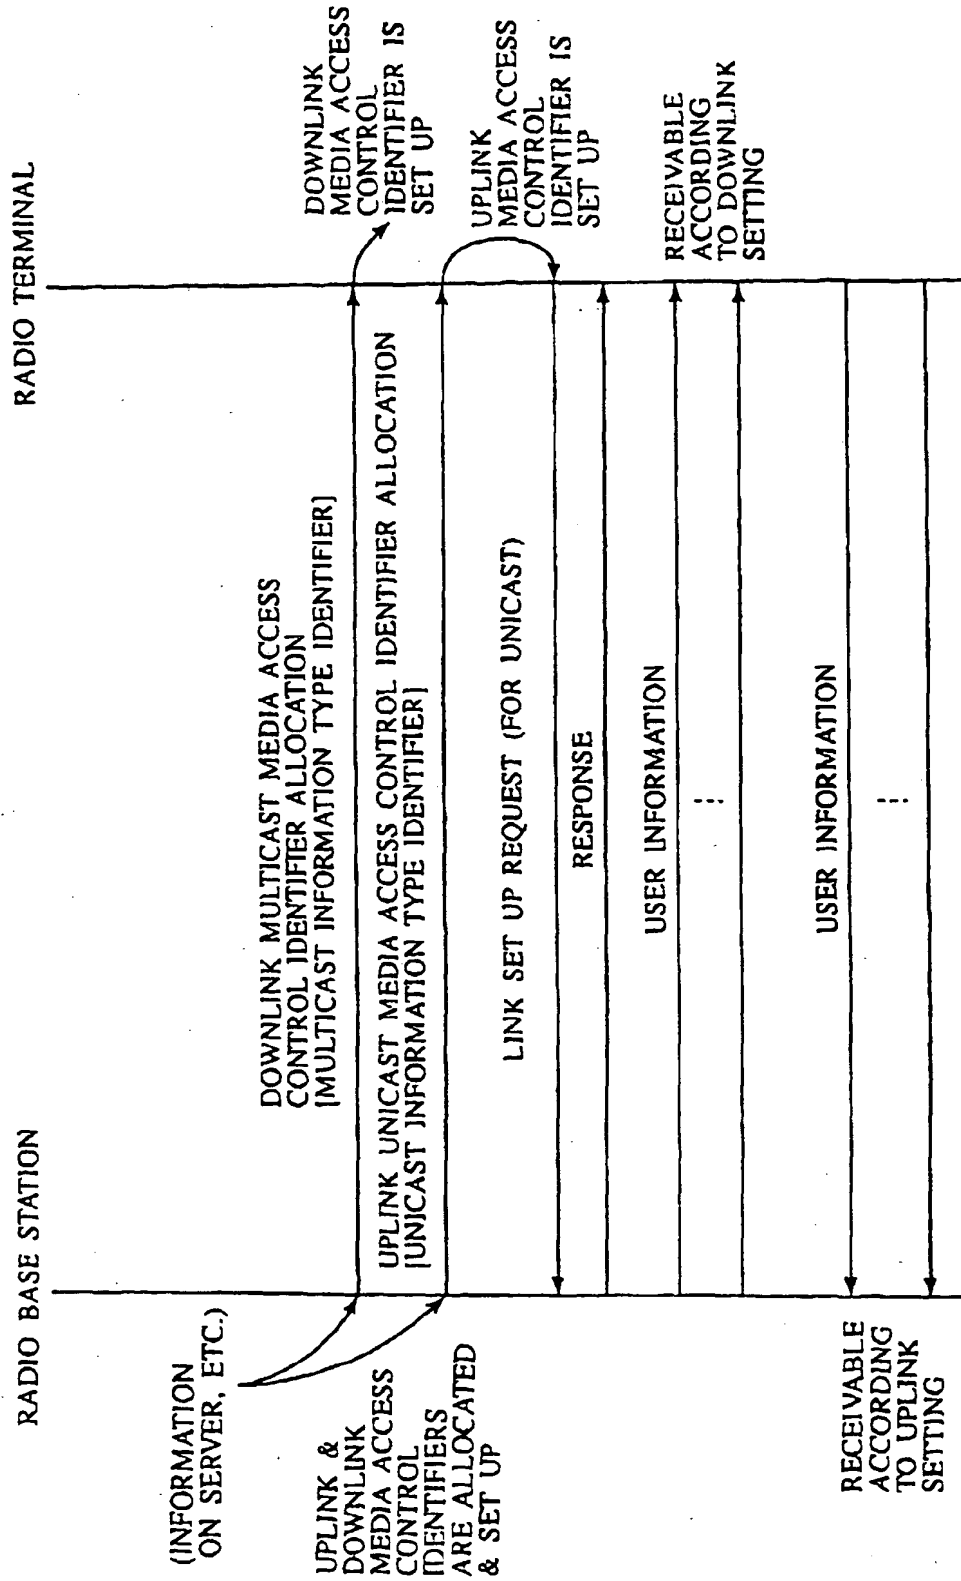 RADIO BASE STATION
RADIO TERMINAL
(INFORMATION
ON SERVER, ETC.)
UPLINK &
DOWNLINK
MEDIA ACCESS
CONTROL
IDENTIFIERS
ARE ALLOCATED
& SET UP
DOWNLINK MULTICAST MEDIA ACCESS
CONTROL IDENTIFIER ALLOCATION
[MULTICAST INFORMATION TYPE IDENTIFIER]
DOWNLINK
MEDIA ACCESS
CONTROL
IDENTIFIER IS
SET UP
UPLINK UNICAST MEDIA ACCESS CONTROL IDENTIFIER ALLOCATION
[UNICAST INFORMATION TYPE IDENTIFIER]
UPLINK
MEDIA ACCESS
CONTROL
IDENTIFIER IS
SET UP
LINK SET UP REQUEST (FOR UNICAST)
RESPONSE
USER INFORMATION
RECEIVABLE
ACCORDING
TO DOWNLINK
SETTING
USER INFORMATION
RECEIVABLE
ACCORDING
TO UPLINK
SETTING